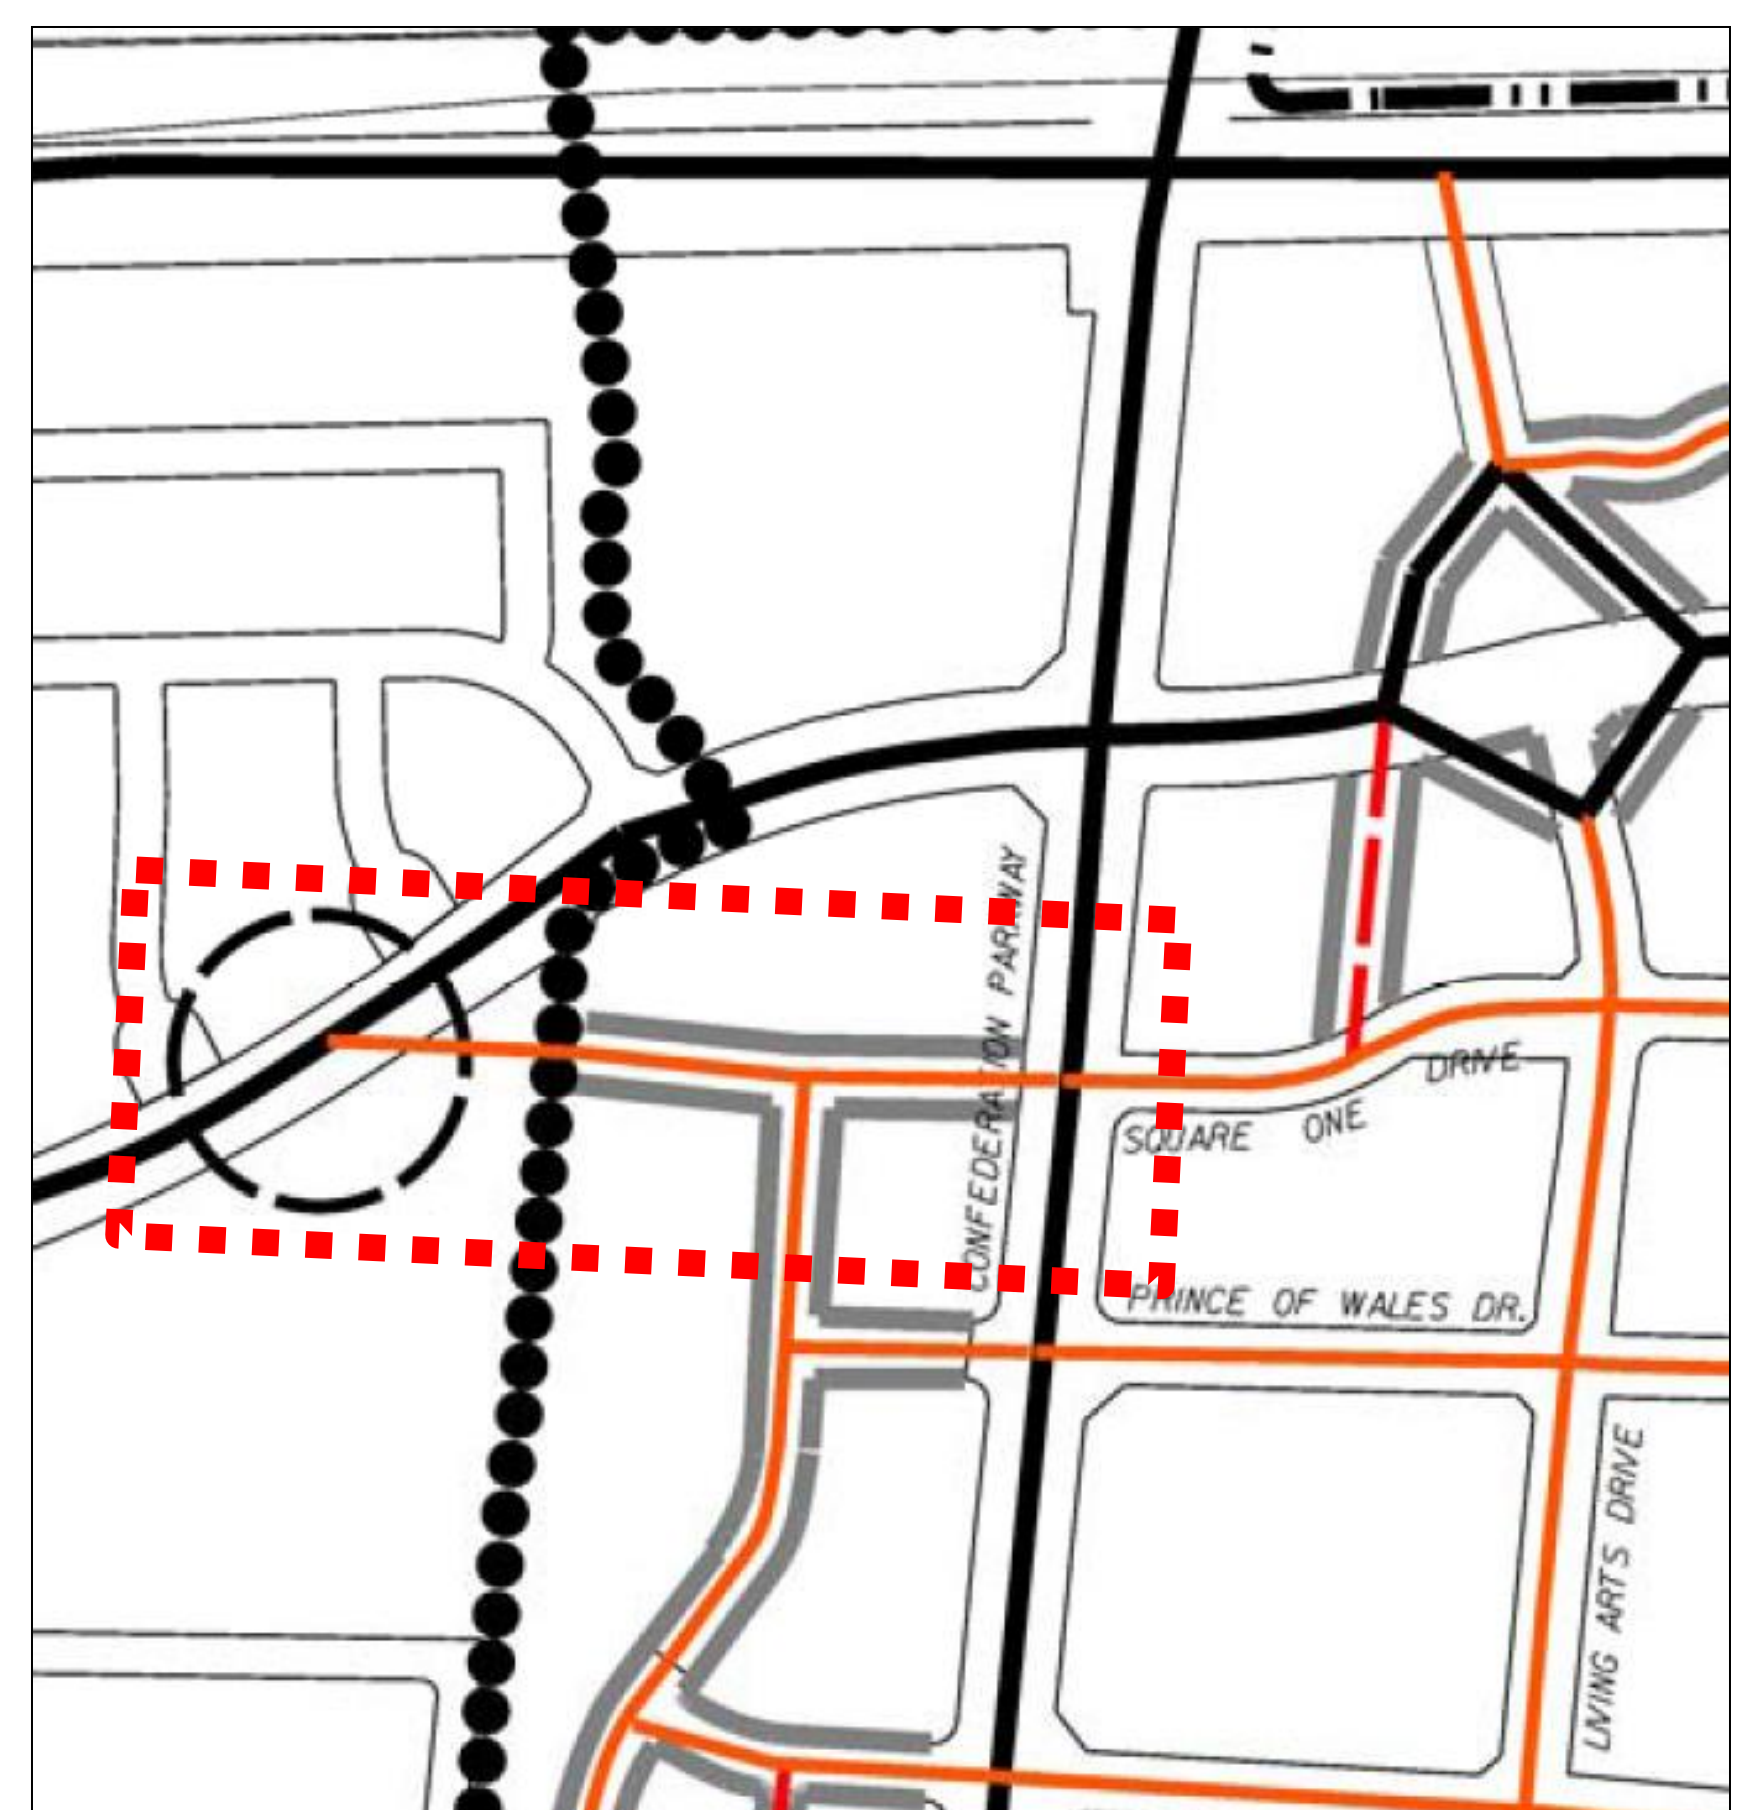 CONFEDERATION PARKWAY
DRIVE
SQUARE ONE
PRINCE OF WALES DR.
LIVING ARTS DRIVE